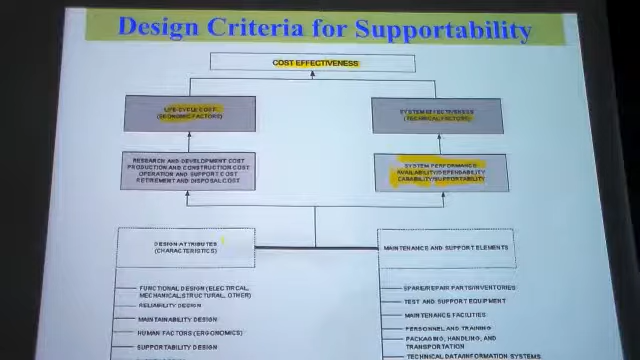 Design Criteria for Supportability
COST EFFECTIVENESS
LIFE-CYCLE COST
(ECONOMIC FACTORS)
SYSTEM EFFECTIVENESS
(TECHNICAL FACTORS)
RESEARCH AND DEVELOPMENT COST
PRODUCTION AND CONSTRUCTION COST
OPERATION AND SUPPORT COST
RETIREMENT AND DISPOSAL COST
SYSTEM PERFORMANCE
AVAILABILITY/DEPENDABILITY
CAPABILITY/SUPPORTABILITY
DESIGN ATTRIBUTES
(CHARACTERISTICS)
MAINTENANCE AND SUPPORT ELEMENTS
FUNCTIONAL DESIGN (ELECTIRCAL,
MECHANICAL,STRUCTURAL, OTHER)
RELIABILITY DESIGN
MAINTAINABILITY DESIGN
HUMAN FACTORS (ERGONOMICS)
SUPPORTABILITY DESIGN
SPARE/REPAIR PARTS/INVENTORIES
TEST AND SUPPORT EQUIPMENT
MAINTENANCE FACILITIES
PERSONNEL AND TRAINING
PACKAGING, HANDLING, AND
TRANSPORTATION
TECHNICAL DATA/INFORMATION SYSTEMS